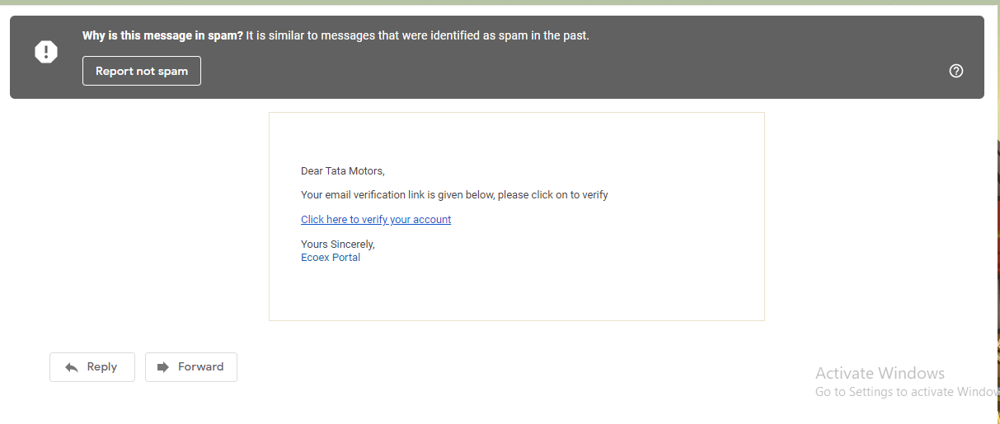 Why is this message in spam? It is similar to messages that were identified as spam in the past.
Report not spam
Dear Tata Motors,
Your email verification link is given below, please click on to verify
Click here to verify your account
Yours Sincerely,
Ecoex Portal
Reply
Forward
Activate Windows
Go to Settings to activate Window